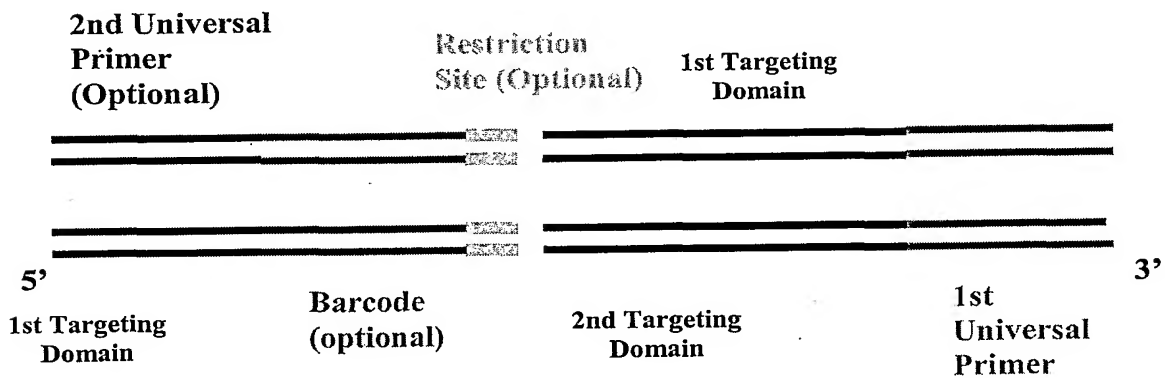 2nd Universal
Primer
(Optional)
Restriction
Site (Optional)
1st Targeting
Domain
5'
3'
1st Targeting
Domain
Barcode
(optional)
2nd Targeting
Domain
1st
Universal
Primer